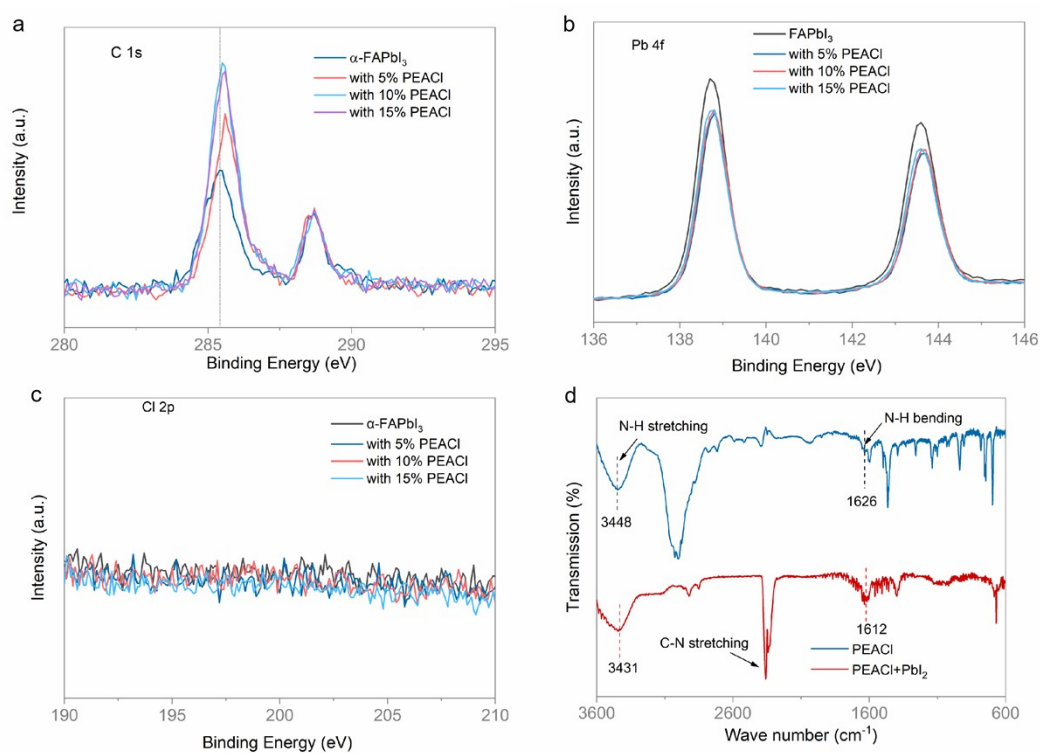 a
C 1s
α-FAPbI₃
with 5% PEACl
with 10% PEACl
with 15% PEACl
Intensity (a.u.)
280 285 290 295
Binding Energy (eV)
b
Pb 4f
FAPbI₃
with 5% PEACl
with 10% PEACl
with 15% PEACl
Intensity (a.u.)
136 138 140 142 144 146
Binding Energy (eV)
c
Cl 2p
α-FAPbI₃
with 5% PEACl
with 10% PEACl
with 15% PEACl
Intensity (a.u.)
190 195 200 205 210
Binding Energy (eV)
d
N-H stretching
N-H bending
3448
1626
C-N stretching
3431
1612
PEACl
PEACl+PbI₂
Transmission (%)
3600 2600 1600 600
Wave number (cm⁻¹)